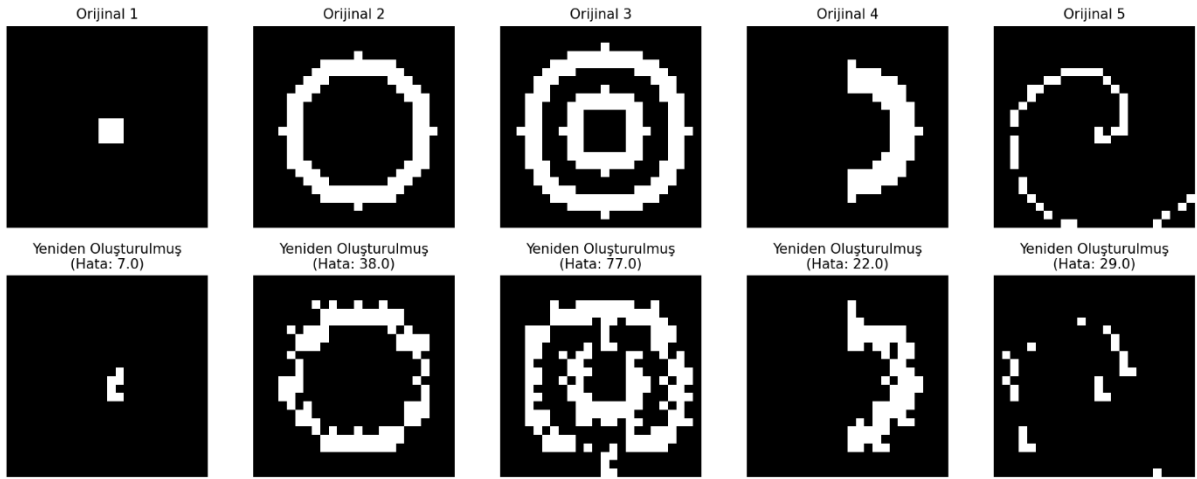 Orijinal 1
Orijinal 2
Orijinal 3
Orijinal 4
Orijinal 5
Yeniden Oluşturulmuş
(Hata: 7.0)
Yeniden Oluşturulmuş
(Hata: 38.0)
Yeniden Oluşturulmuş
(Hata: 77.0)
Yeniden Oluşturulmuş
(Hata: 22.0)
Yeniden Oluşturulmuş
(Hata: 29.0)